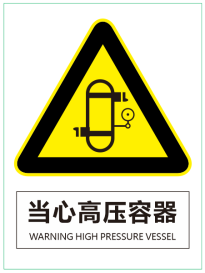 当心高压容器
WARNING HIGH PRESSURE VESSEL